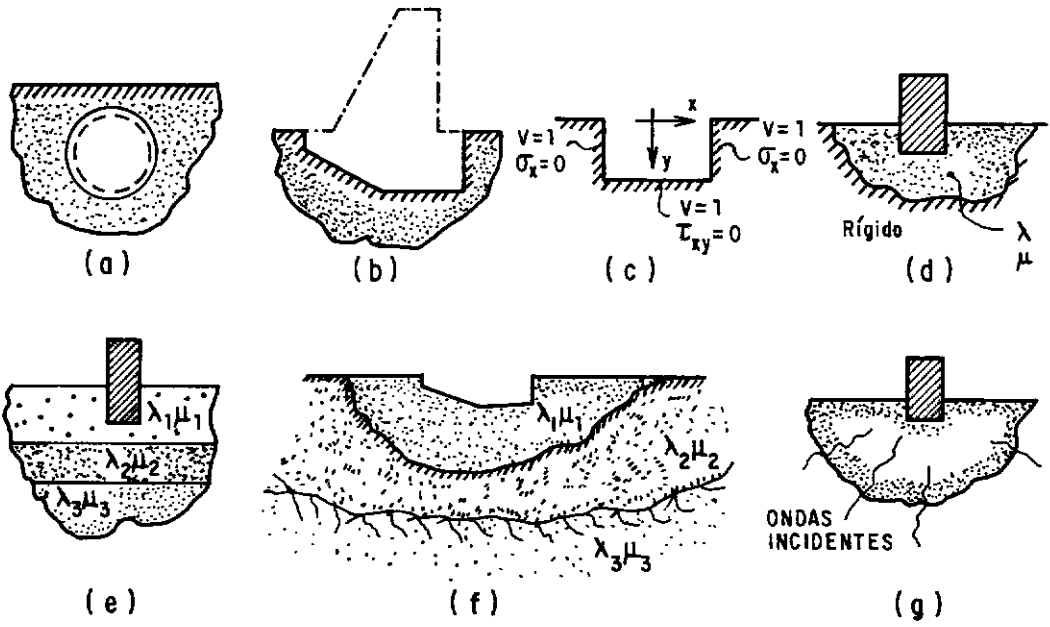 (a)
(b)
x
y
V=1
σx=0
V=1
σx=0
V=1
τxy=0
(c)
Rígido
λ
μ
(d)
λ1μ1
λ2μ2
λ3μ3
(e)
λ1μ1
λ2μ2
λ3μ3
(f)
ONDAS
INCIDENTES
(g)